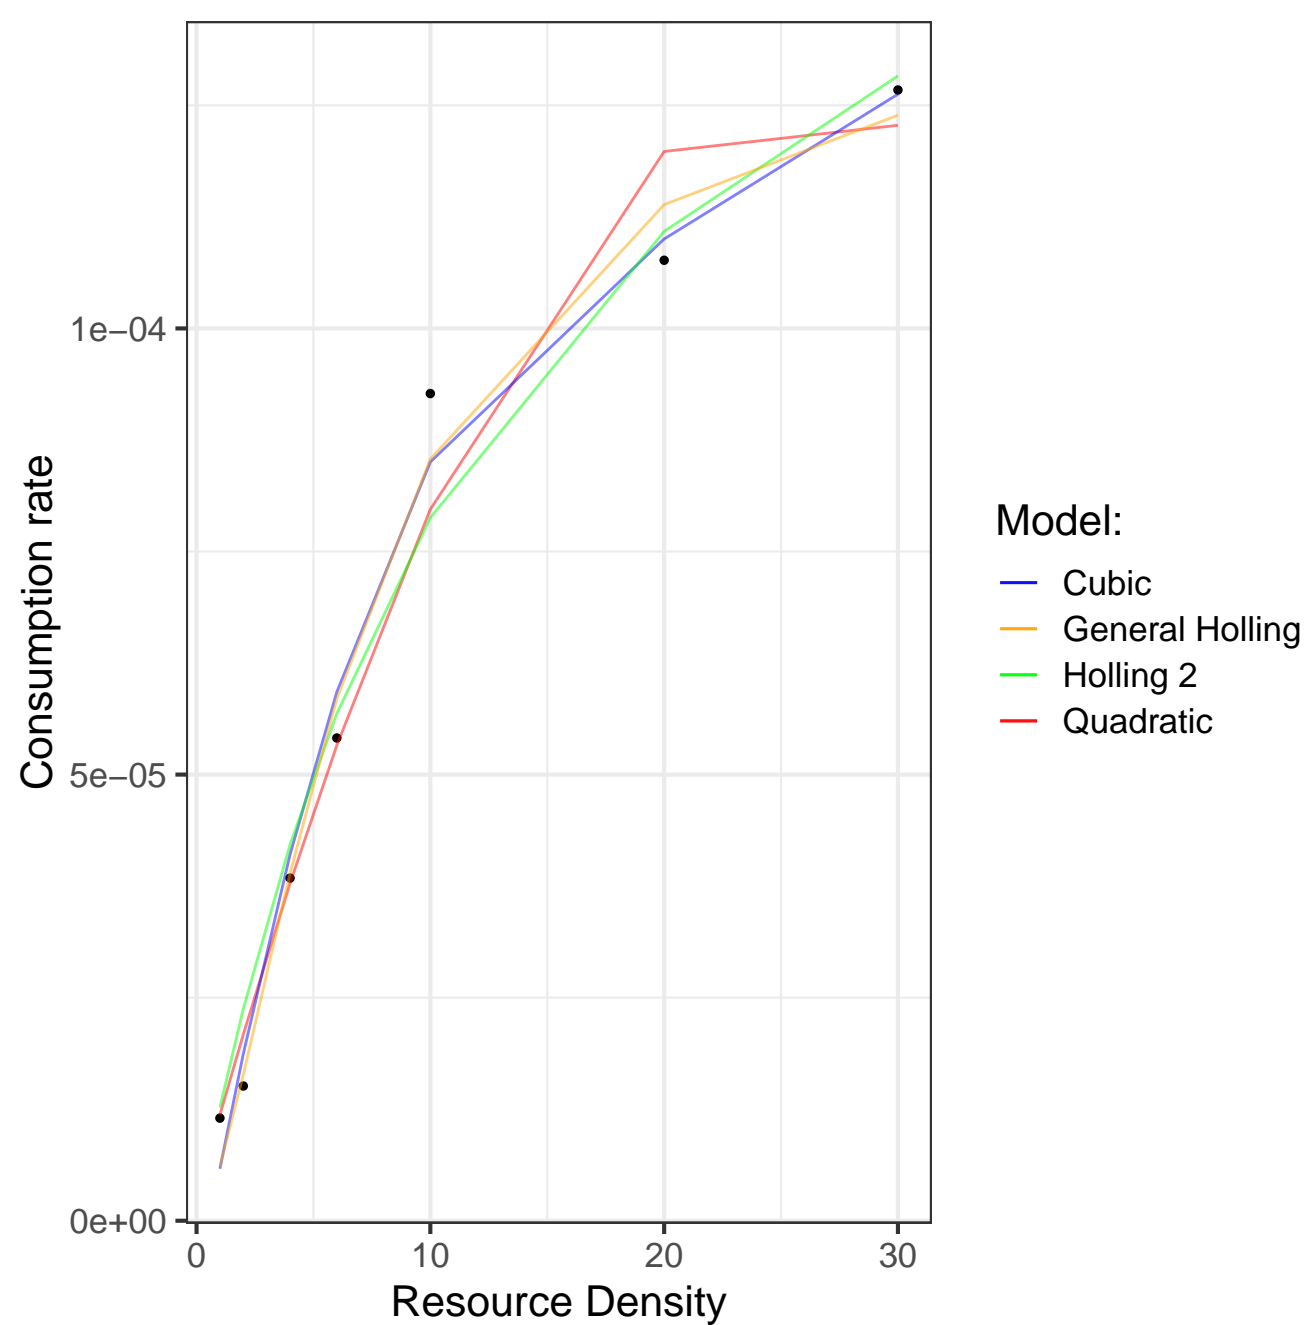 Consumption rate
1e−04
5e−05
0e+00
0 10 20 30
Resource Density
Model:
Cubic
General Holling
Holling 2
Quadratic